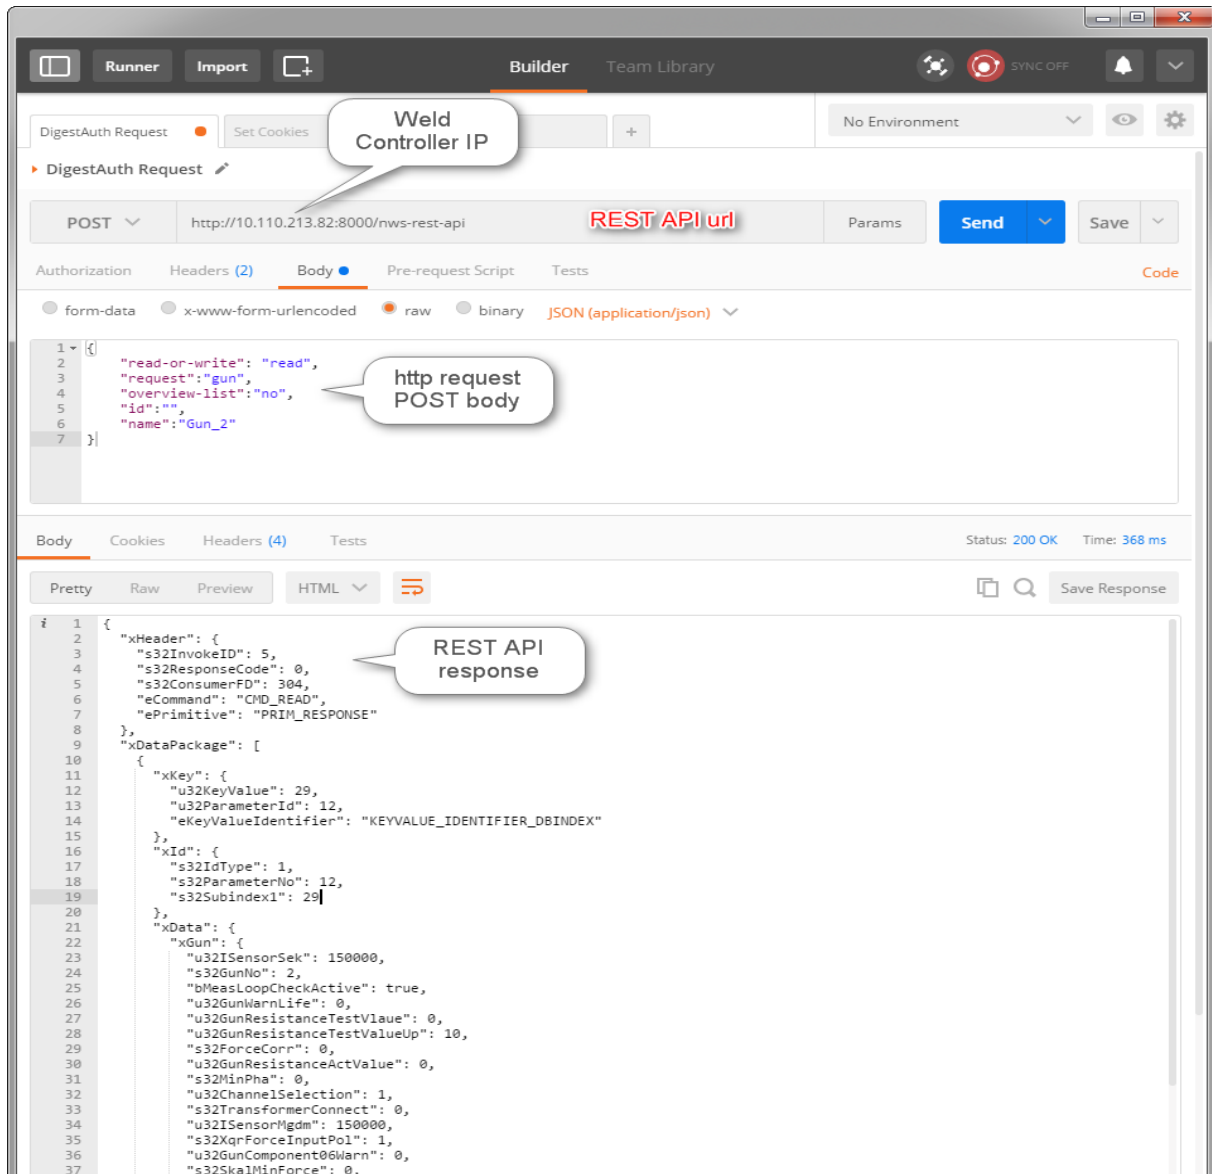 Runner Import Builder Team Library SYNC OFF
DigestAuth Request Set Cookies + No Environment
Weld
Controller IP
DigestAuth Request
POST http://10.110.213.82:8000/nws-rest-api REST API url Params Send Save
Authorization Headers (2) Body Pre-request Script Tests Code
form-data x-www-form-urlencoded raw binary JSON (application/json)
1 {
2 "read-or-write": "read",
3 "request":"gun",
4 "overview-list":"no",
5 "id":"",
6 "name":"Gun_2"
7 }
http request
POST body
Body Cookies Headers (4) Tests Status: 200 OK Time: 368 ms
Pretty Raw Preview HTML Save Response
i 1 {
2 "xHeader": {
3 "s32InvokeID": 5,
4 "s32ResponseCode": 0,
5 "s32ConsumerFD": 304,
6 "eCommand": "CMD_READ",
7 "ePrimitive": "PRIM_RESPONSE"
8 },
REST API
response
9 "xDataPackage": [
10 {
11 "xKey": {
12 "u32KeyValue": 29,
13 "u32ParameterId": 12,
14 "eKeyValueIdentifier": "KEYVALUE_IDENTIFIER_DBINDEX"
15 },
16 "xId": {
17 "s32IdType": 1,
18 "s32ParameterNo": 12,
19 "s32Subindex1": 29
20 },
21 "xData": {
22 "xGun": {
23 "u32ISensorSek": 150000,
24 "s32GunNo": 2,
25 "bMeasLoopCheckActive": true,
26 "u32GunWarnLife": 0,
27 "u32GunResistanceTestVlaue": 0,
28 "u32GunResistanceTestValueUp": 10,
29 "s32ForceCorr": 0,
30 "u32GunResistanceActValue": 0,
31 "s32MinPha": 0,
32 "u32ChannelSelection": 1,
33 "s32TransformerConnect": 0,
34 "u32ISensorMgdm": 150000,
35 "s32XqrForceInputPol": 1,
36 "u32GunComponent06Warn": 0,
37 "s32SkalMinForce": 0,